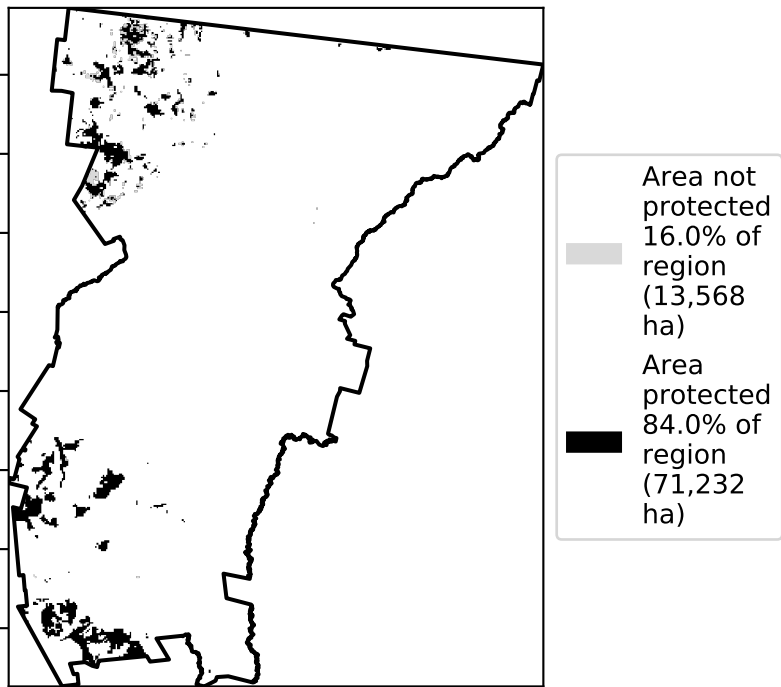 Area not
protected
16.0% of
region
(13,568
ha)
Area
protected
84.0% of
region
(71,232
ha)